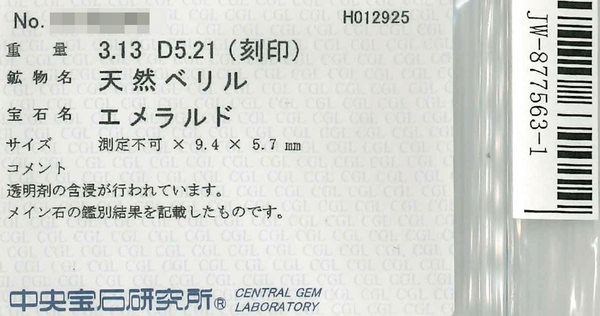 No.
H012925
重量 3.13 D5.21 (刻印)
鉱物名 天然ベリル
宝石名 エメラルド
サイズ 測定不可 × 9.4 × 5.7 mm
コメント
透明剤の含浸が行われています。
メイン石の鑑別結果を記載したものです。
中央宝石研究所® CENTRAL GEM
LABORATORY
JW-877563-1